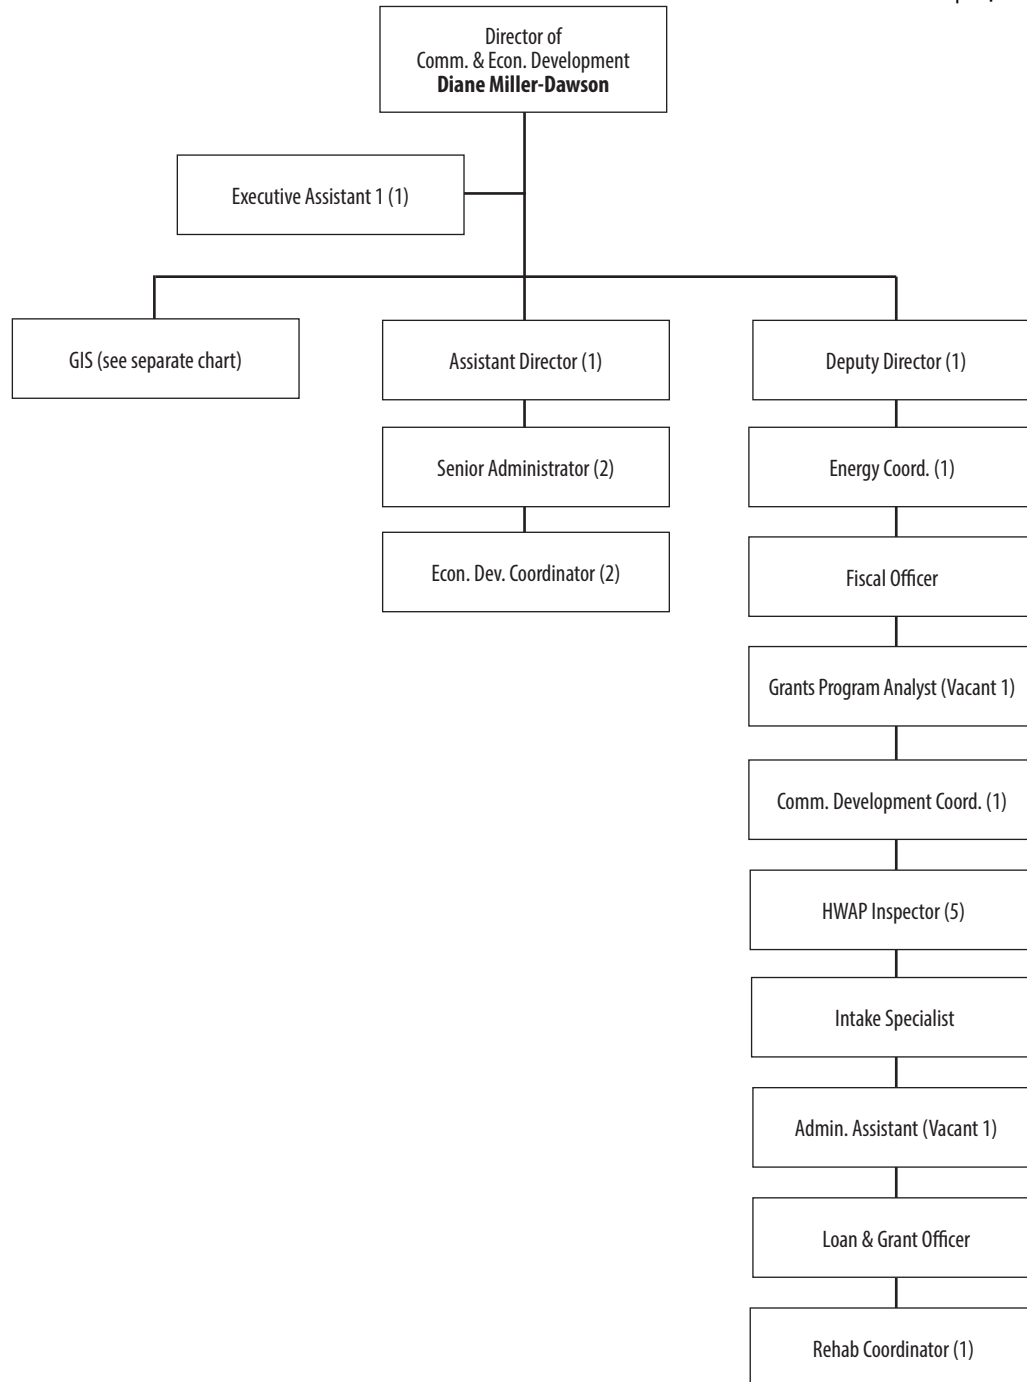 Director of
Comm. & Econ. Development
Diane Miller-Dawson
Executive Assistant 1 (1)
GIS (see separate chart)
Assistant Director (1)
Deputy Director (1)
Senior Administrator (2)
Energy Coord. (1)
Econ. Dev. Coordinator (2)
Fiscal Officer
Grants Program Analyst (Vacant 1)
Comm. Development Coord. (1)
HWAP Inspector (5)
Intake Specialist
Admin. Assistant (Vacant 1)
Loan & Grant Officer
Rehab Coordinator (1)